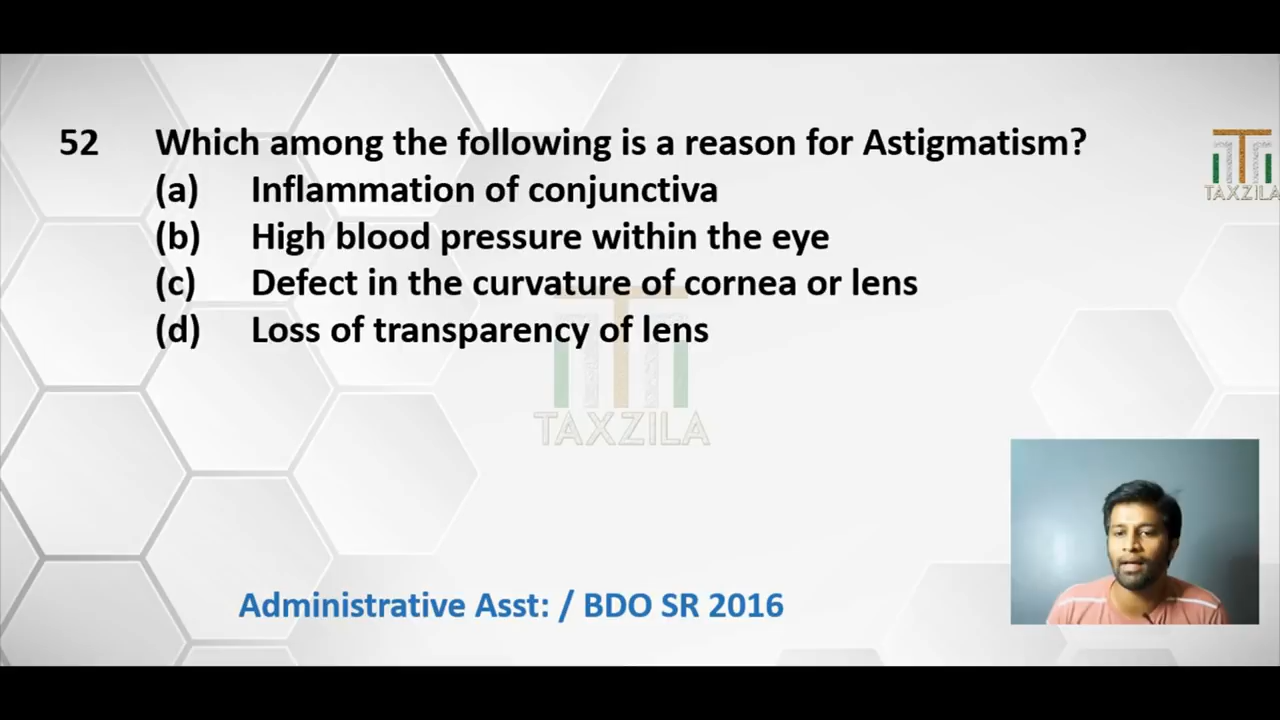 52 Which among the following is a reason for Astigmatism?
(a) Inflammation of conjunctiva
(b) High blood pressure within the eye
(c) Defect in the curvature of cornea or lens
(d) Loss of transparency of lens
TAXZILA
TAXZILA
Administrative Asst: / BDO SR 2016